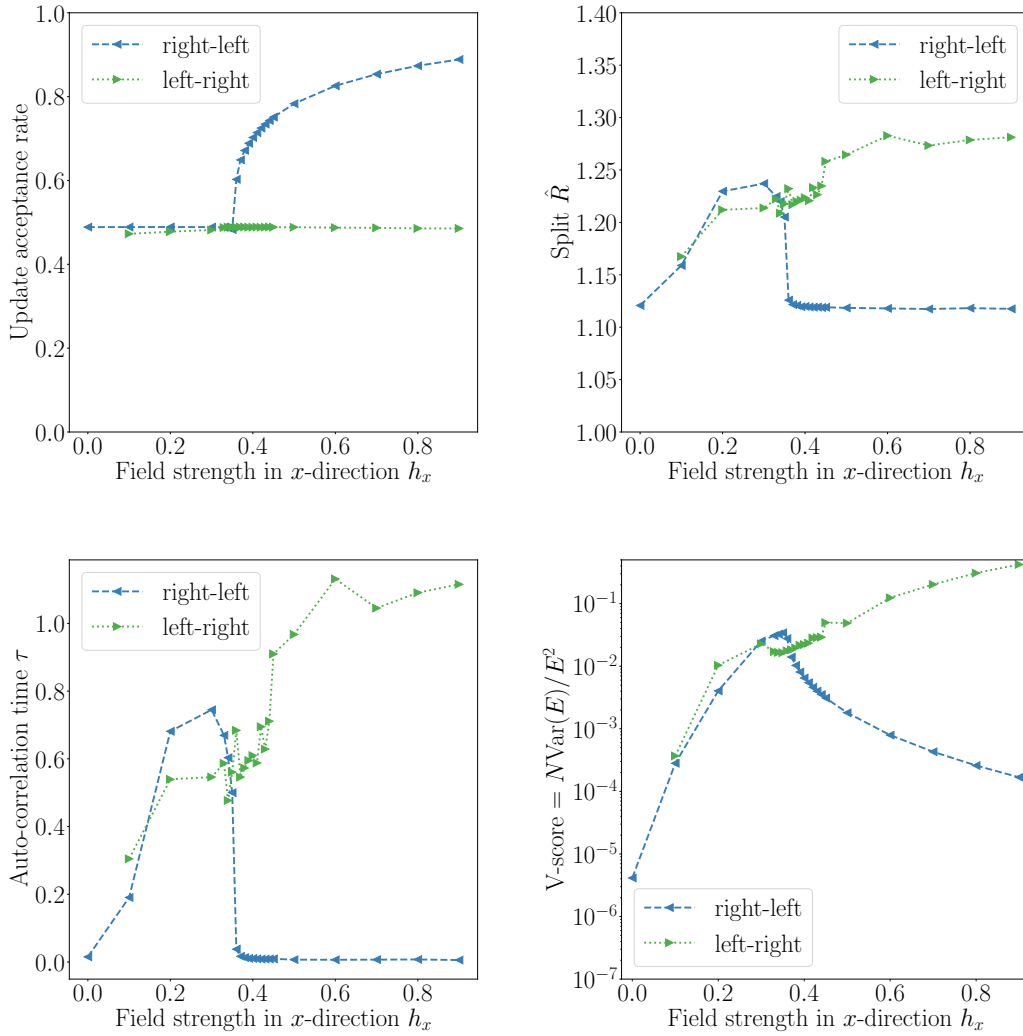 Update acceptance rate
1.0
0.8
0.6
0.4
0.2
0.0
right-left
left-right
0.0 0.2 0.4 0.6 0.8
Field strength in x-direction h_x
Split R̂
1.40
1.35
1.30
1.25
1.20
1.15
1.10
1.05
1.00
right-left
left-right
0.0 0.2 0.4 0.6 0.8
Field strength in x-direction h_x
Auto-correlation time τ
1.0
0.8
0.6
0.4
0.2
0.0
right-left
left-right
0.0 0.2 0.4 0.6 0.8
Field strength in x-direction h_x
V-score = NVar(E)/E²
10⁻¹
10⁻²
10⁻³
10⁻⁴
10⁻⁵
10⁻⁶
10⁻⁷
right-left
left-right
0.0 0.2 0.4 0.6 0.8
Field strength in x-direction h_x